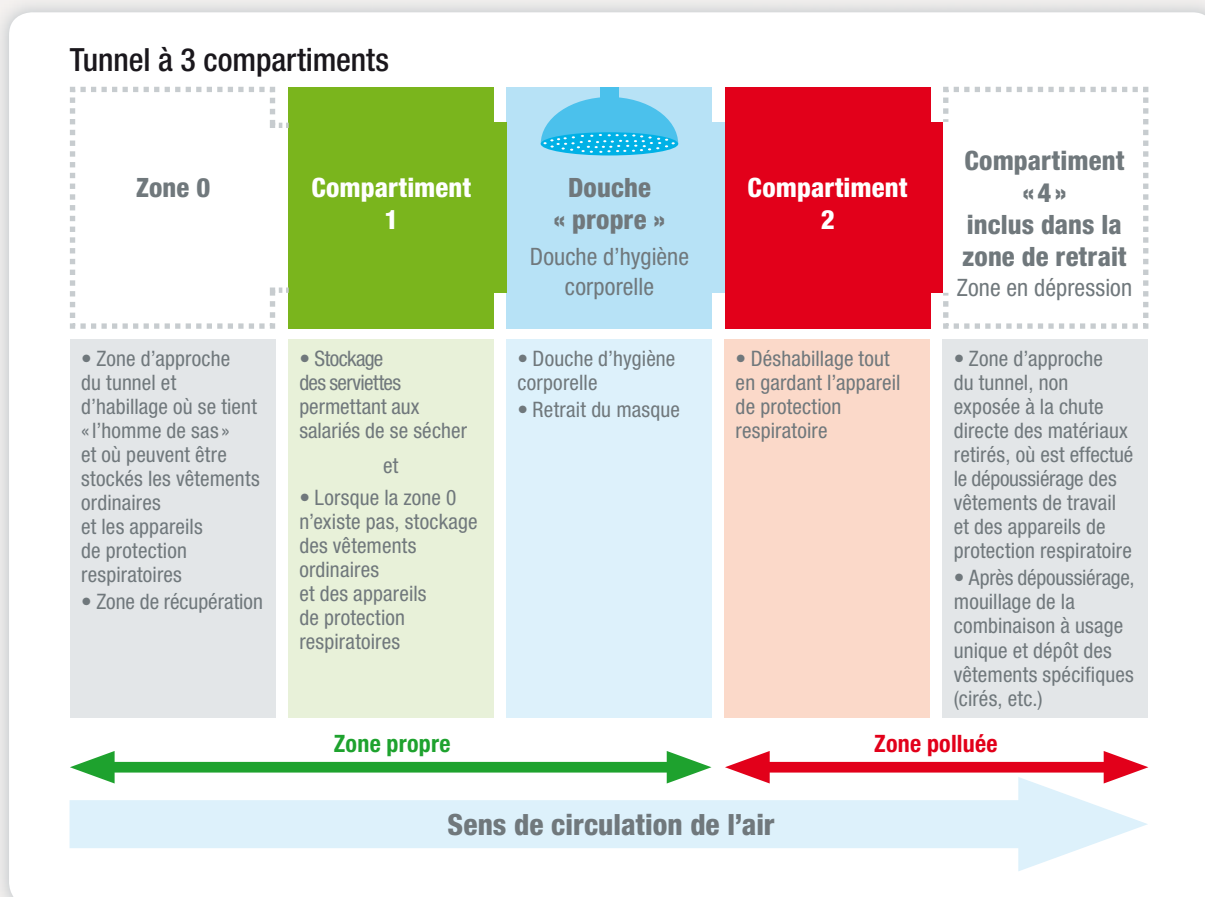 Tunnel à 3 compartiments
Zone 0
Compartiment
1
Douche
« propre »
Douche d'hygiène
corporelle
Compartiment
2
Compartiment
«4»
inclus dans la
zone de retrait
Zone en dépression
• Zone d'approche
du tunnel et
d'habillage où se tient
«l'homme de sas»
et où peuvent être
stockés les vêtements
ordinaires
et les appareils
de protection
respiratoires
• Zone de récupération
• Stockage
des serviettes
permettant aux
salariés de se sécher
et
• Lorsque la zone 0
n'existe pas, stockage
des vêtements
ordinaires
et des appareils
de protection
respiratoires
• Douche d'hygiène
corporelle
• Retrait du masque
• Déshabillage tout
en gardant l'appareil
de protection
respiratoire
• Zone d'approche
du tunnel, non
exposée à la chute
directe des matériaux
retirés, où est effectué
le dépoussiérage des
vêtements de travail
et des appareils de
protection respiratoire
• Après dépoussiérage,
mouillage de la
combinaison à usage
unique et dépôt des
vêtements spécifiques
(cirés, etc.)
Zone propre
Zone polluée
Sens de circulation de l'air